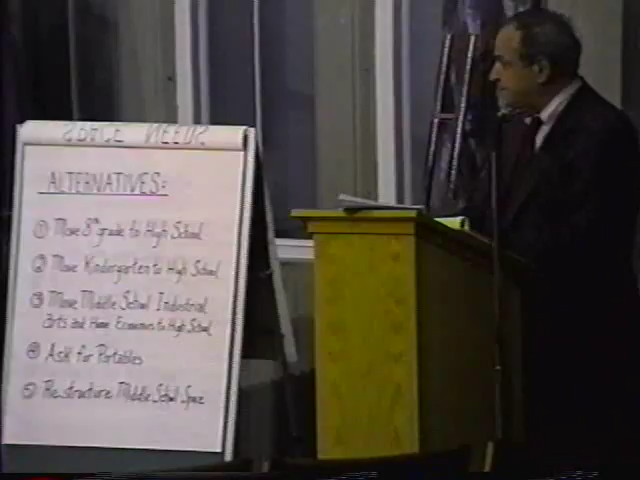 SPACE NEEDS
ALTERNATIVES:
① Move 8th grade to High School
② Move Kindergarten to High School
③ Move Middle School Industrial
Arts and Home Economics to High School
④ Ask for Portables
⑤ Restructure Middle School Space